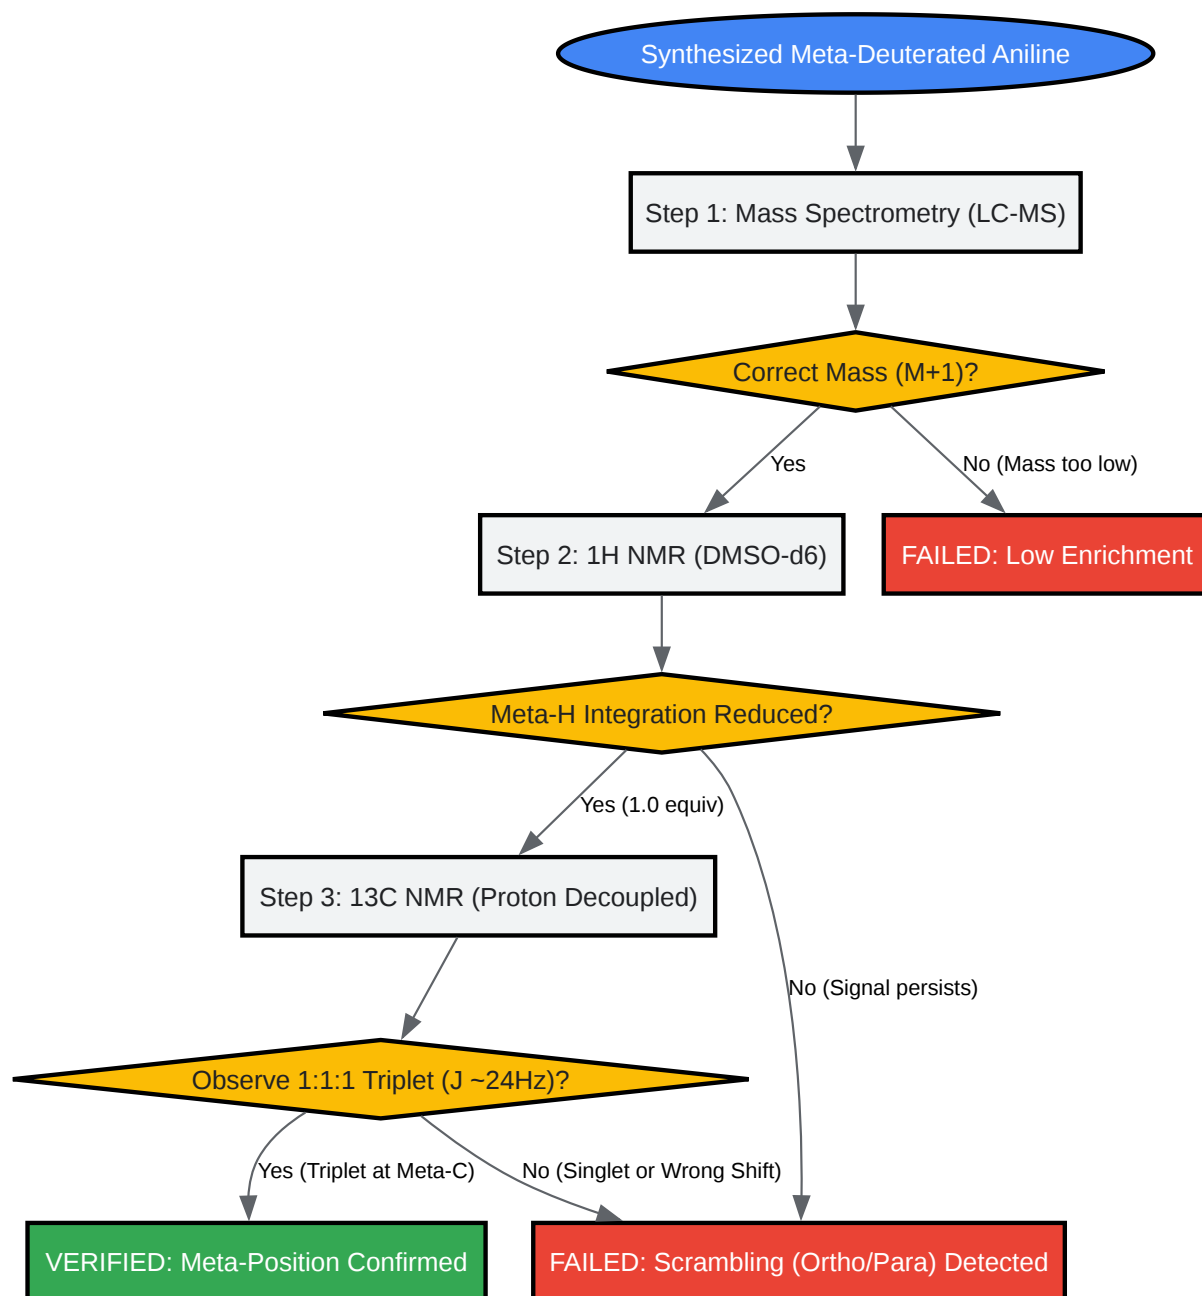 Synthesized Meta-Deuterated Aniline
Step 1: Mass Spectrometry (LC-MS)
Correct Mass (M+1)?
Yes
No (Mass too low)
Step 2: 1H NMR (DMSO-d6)
FAILED: Low Enrichment
Meta-H Integration Reduced?
Yes (1.0 equiv)
Step 3: 13C NMR (Proton Decoupled)
No (Signal persists)
Observe 1:1:1 Triplet (J ~24Hz)?
Yes (Triplet at Meta-C)
No (Singlet or Wrong Shift)
VERIFIED: Meta-Position Confirmed
FAILED: Scrambling (Ortho/Para) Detected